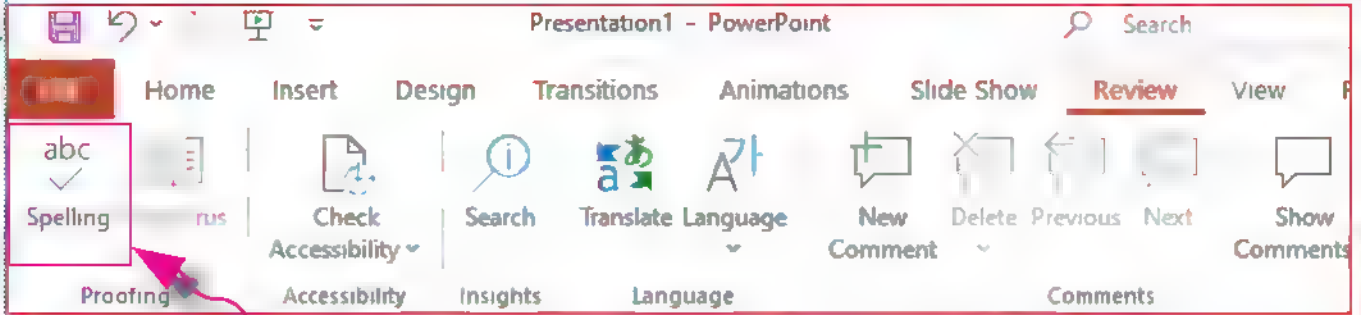 Presentation1 - PowerPoint
Search
Home Insert Design Transitions Animations Slide Show Review View
abc
Spelling
rus
Check
Accessibility
Search
Translate
Language
New
Comment
Delete
Previous
Next
Show
Comments
Proofing Accessibility Insights Language Comments